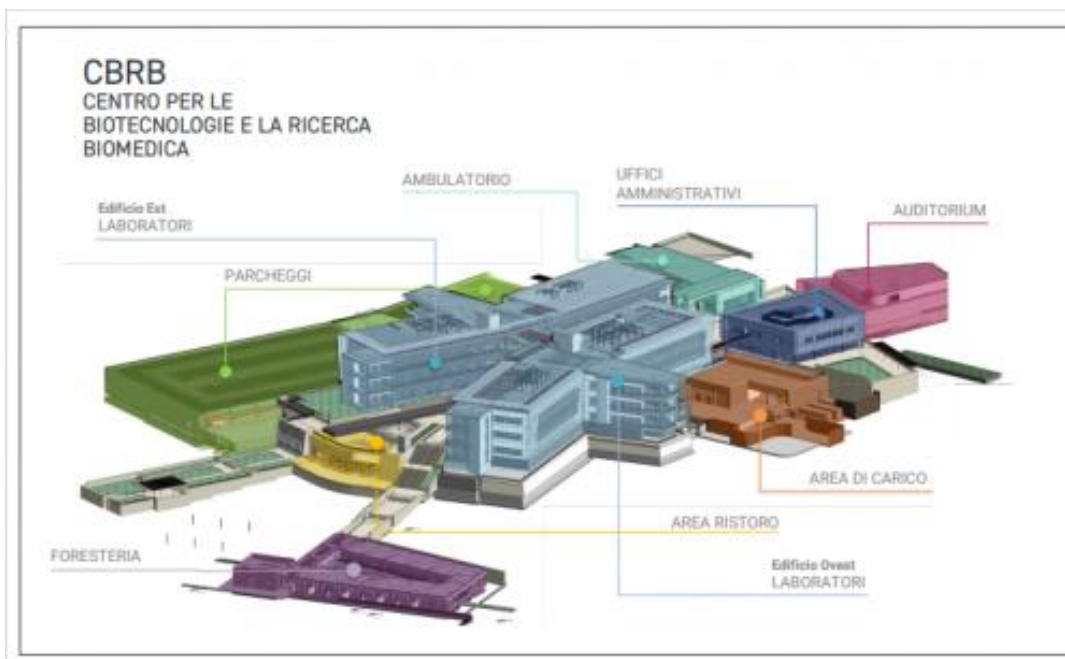 CBRB
CENTRO PER LE
BIOTECNOLOGIE E LA RICERCA
BIOMEDICA
AMBULATORIO
UFFICI
AMMINISTRATIVI
AUDITORIUM
Edificio Est
LABORATORI
PARCHEGGI
AREA DI CARICO
AREA RISTORO
FORESTERIA
Edificio Ovest
LABORATORI